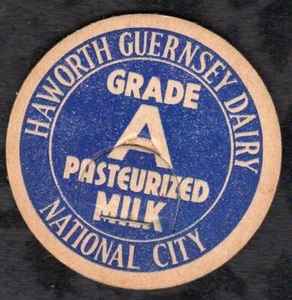 HAWORTH GUERNSEY DAIRY
GRADE
A
PASTEURIZED
MILK
NATIONAL CITY